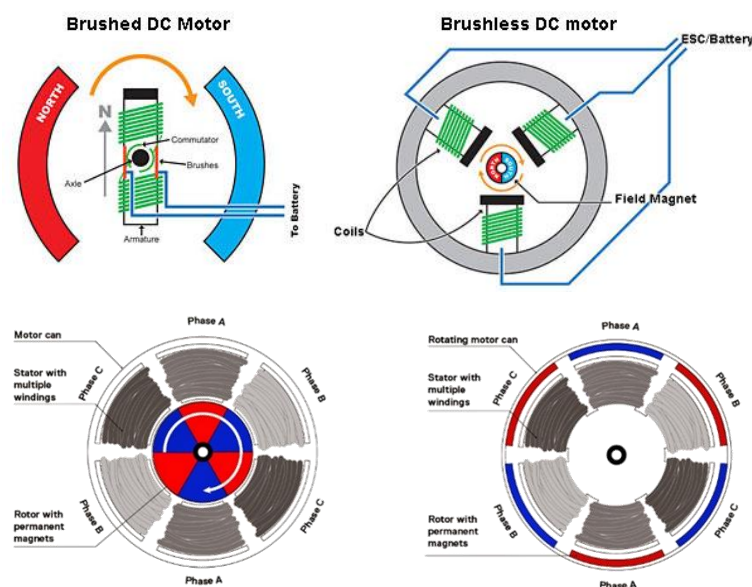 Brushed DC Motor
NORTH
SOUTH
N
Commutator
Brushes
Axle
Armature
To Battery
Brushless DC motor
ESC/Battery
NORTH
SOUTH
Field Magnet
Coils
Phase A
Motor can
Stator with
multiple
windings
Phase C
Phase B
Rotor with
permanent
magnets
Phase B
Phase C
Phase A
Phase A
Rotating motor can
Stator with
multiple
windings
Phase C
Phase B
Rotor with
permanent
magnets
Phase B
Phase C
Phase A